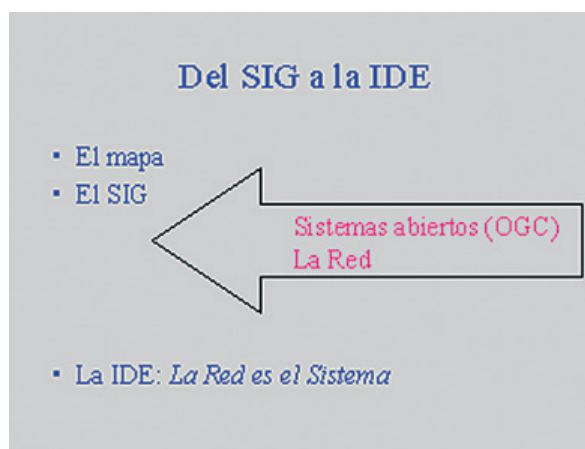 Del SIG a la IDE
▪ El mapa
▪ El SIG
Sistemas abiertos (OGC)
La Red
▪ La IDE: La Red es el Sistema